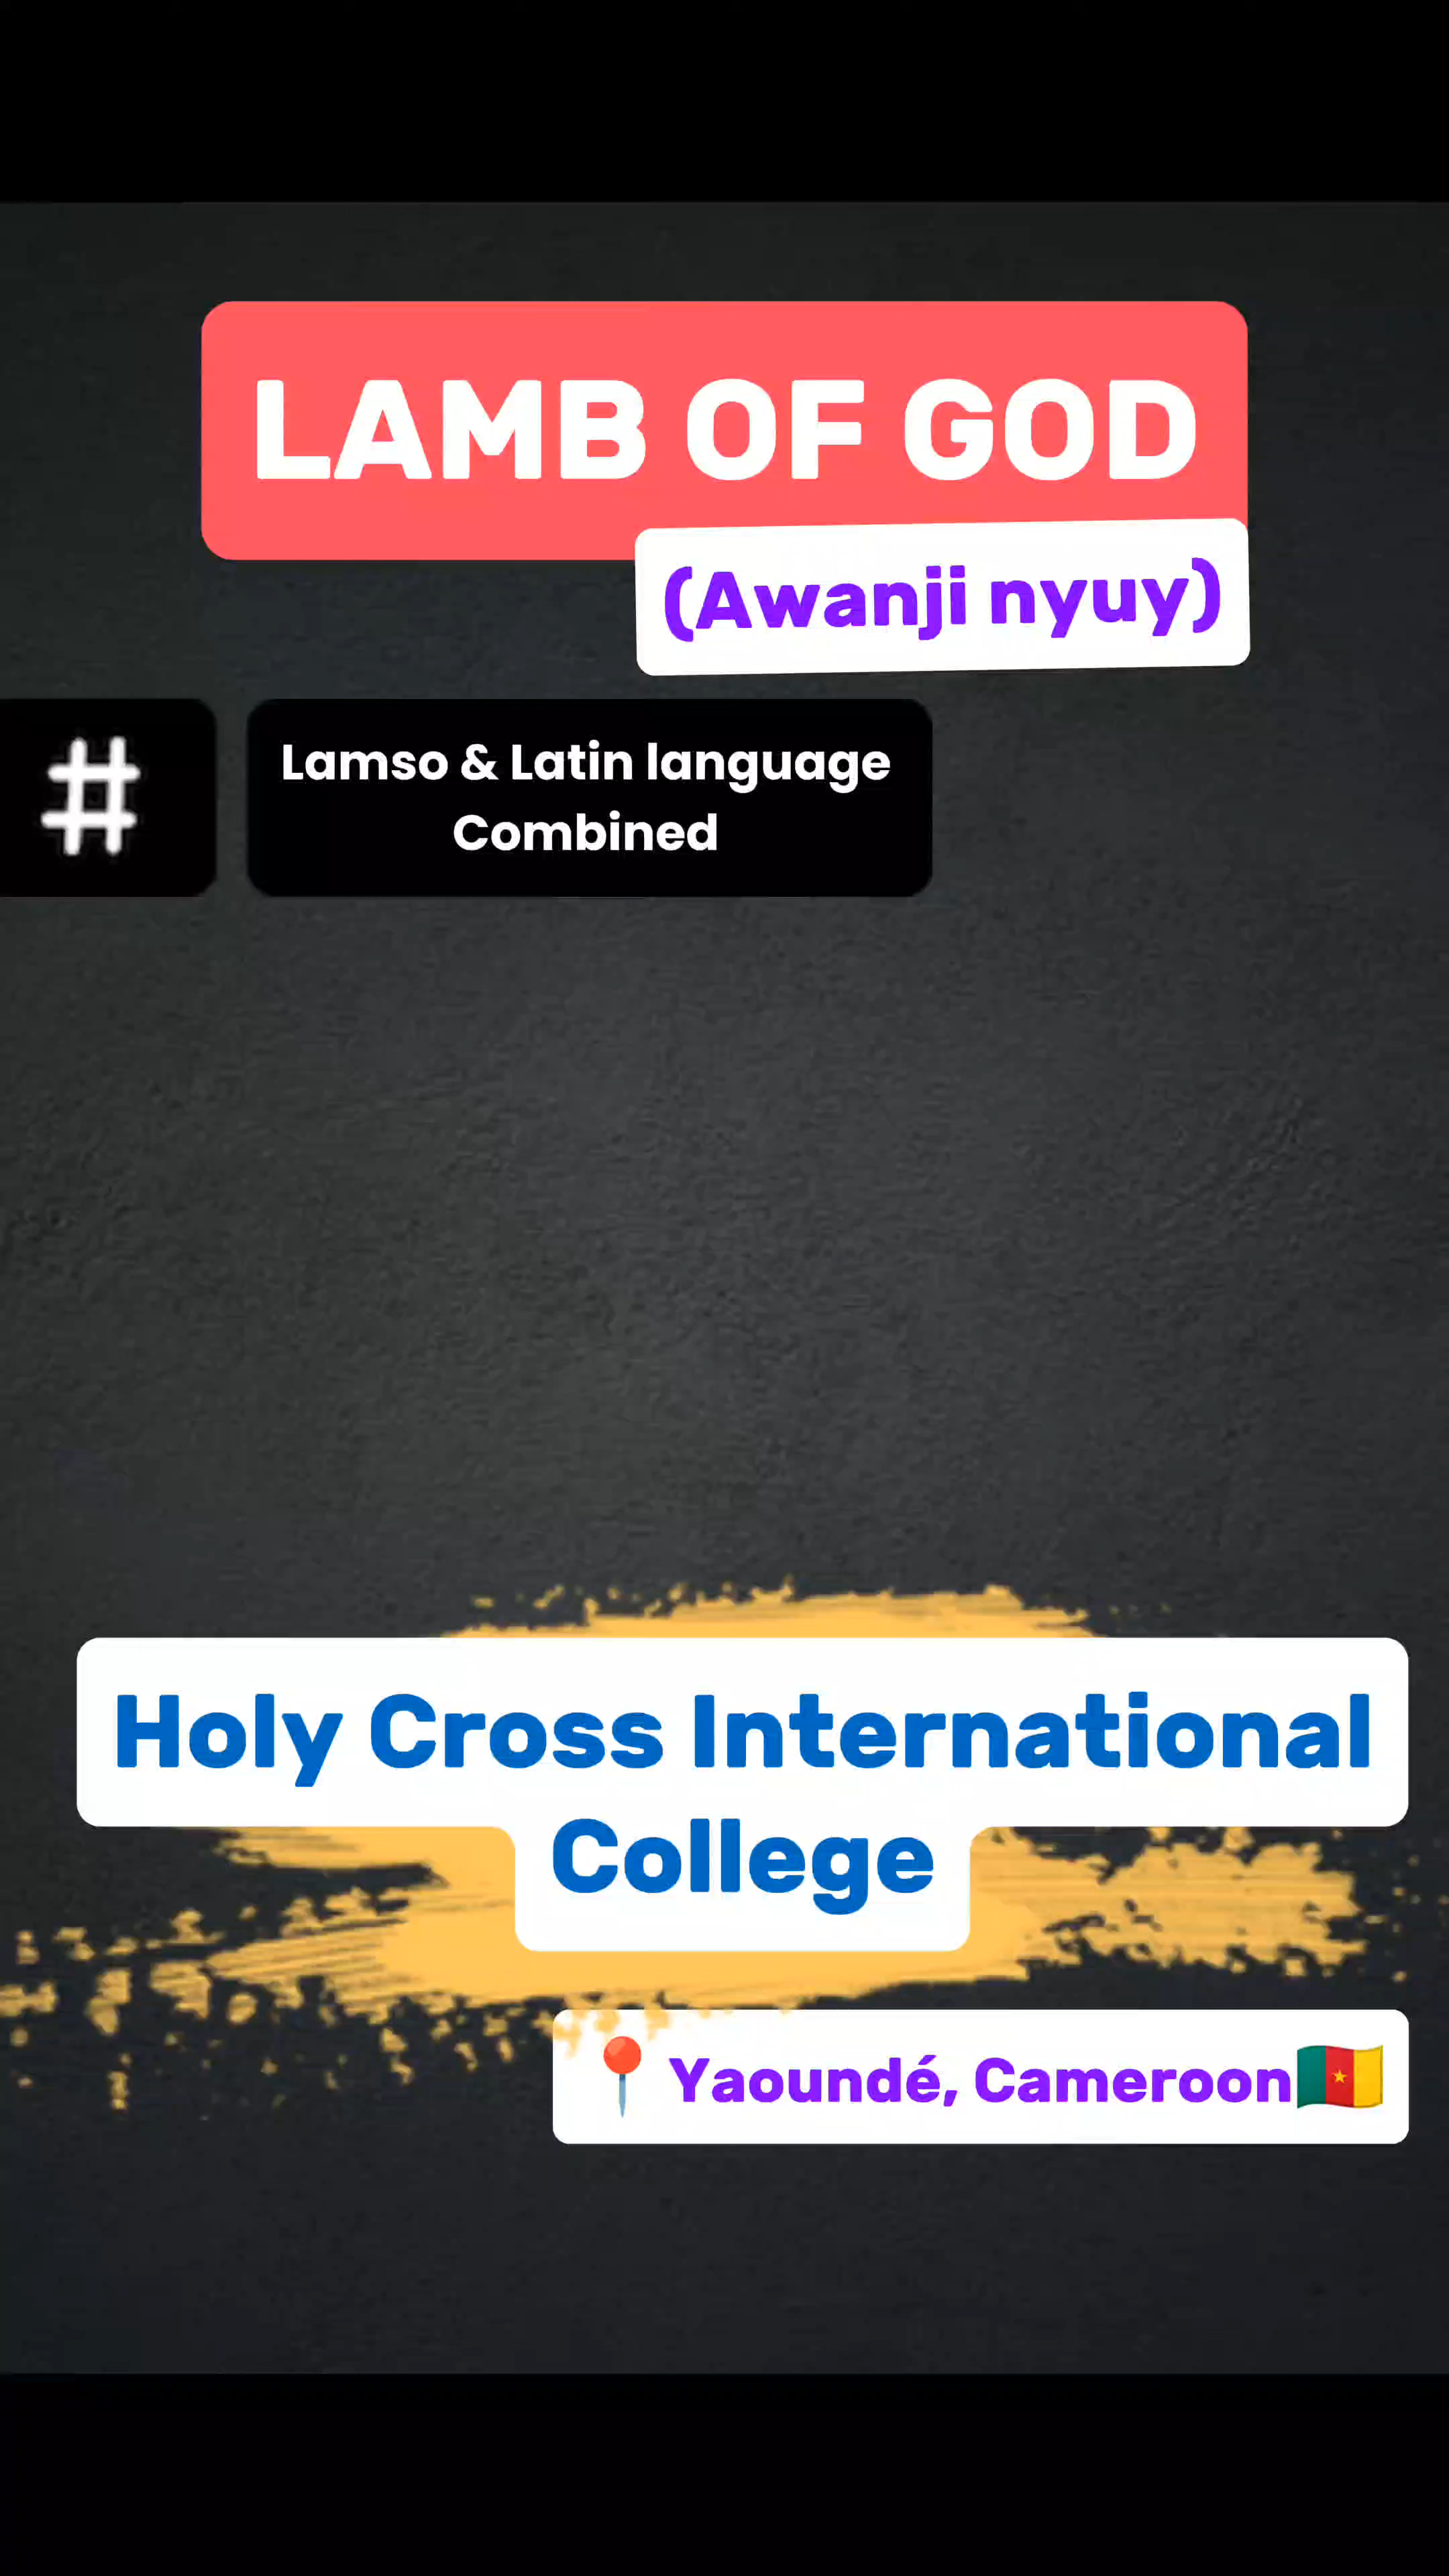 LAMB OF GOD
(Awanji nyuy)
#
Lamso & Latin language
Combined
Holy Cross International
College
📍 Yaoundé, Cameroon🇨🇲